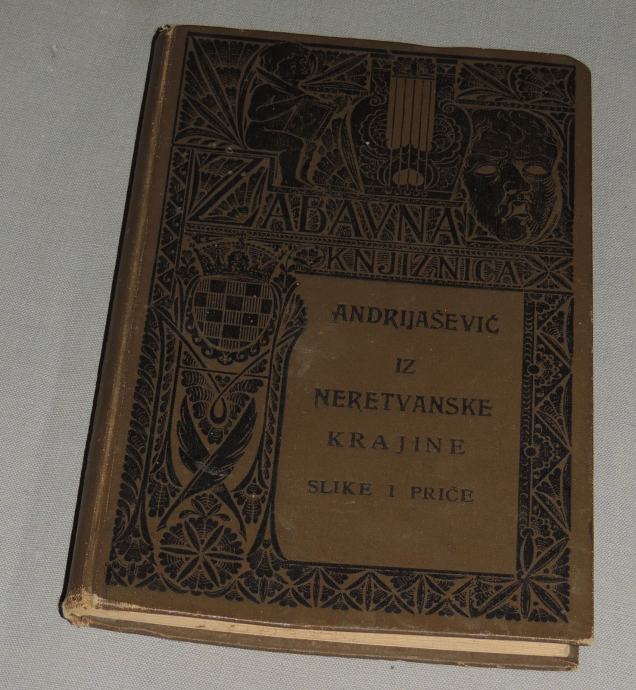 ZABAVNA
KNJIŽNICA
ANDRIJAŠEVIĆ
IZ
NERETVANSKE
KRAJINE
SLIKE I PRIČE